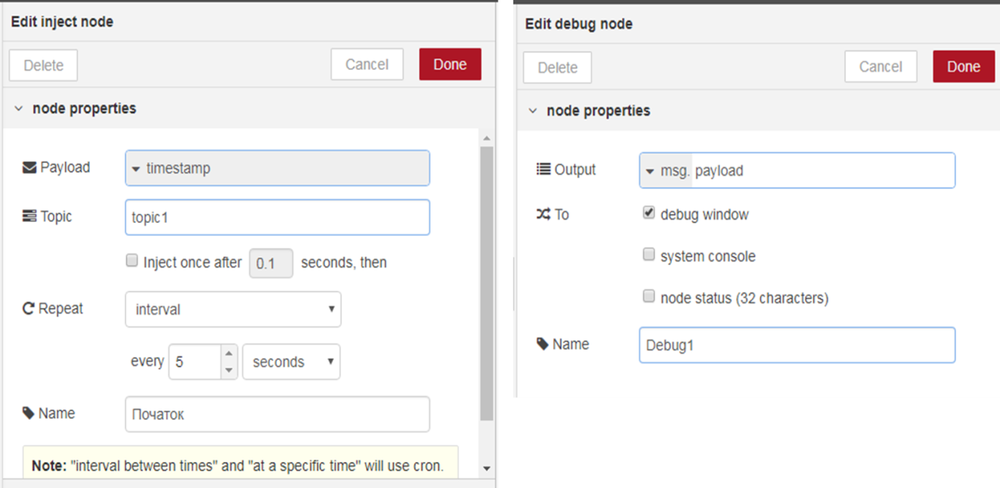 Edit inject node
Delete
Cancel
Done
node properties
Payload
timestamp
Topic
topic1
Inject once after 0.1 seconds, then
Repeat
interval
every 5 seconds
Name
Початок
Note: "interval between times" and "at a specific time" will use cron.
Edit debug node
Delete
Cancel
Done
node properties
Output
msg. payload
To
debug window
system console
node status (32 characters)
Name
Debug1